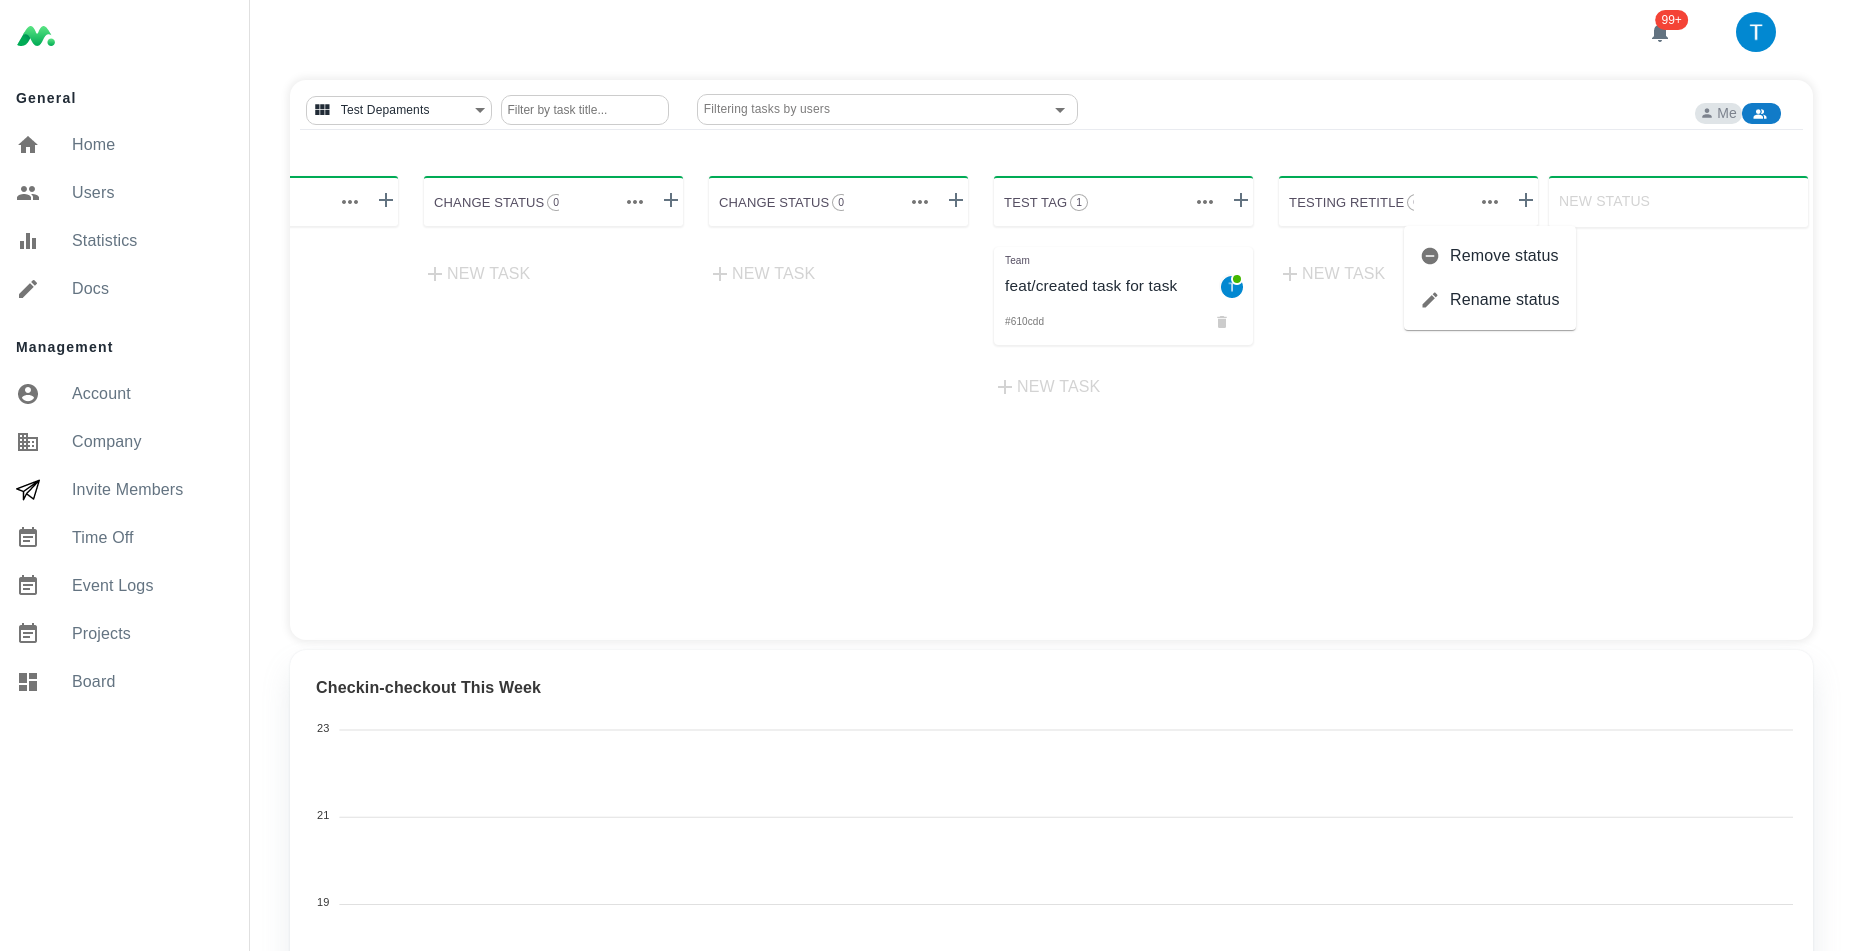 99+
T
General
Home
Users
Statistics
Docs
Management
Account
Company
Invite Members
Time Off
Event Logs
Projects
Board
Test Depaments
Filter by task title...
Filtering tasks by users
Me
CHANGE STATUS 0
CHANGE STATUS 0
TEST TAG 1
TESTING RETITLE
NEW STATUS
NEW TASK
NEW TASK
Team
feat/created task for task
T
#610cdd
NEW TASK
NEW TASK
Remove status
Rename status
Checkin-checkout This Week
23
21
19